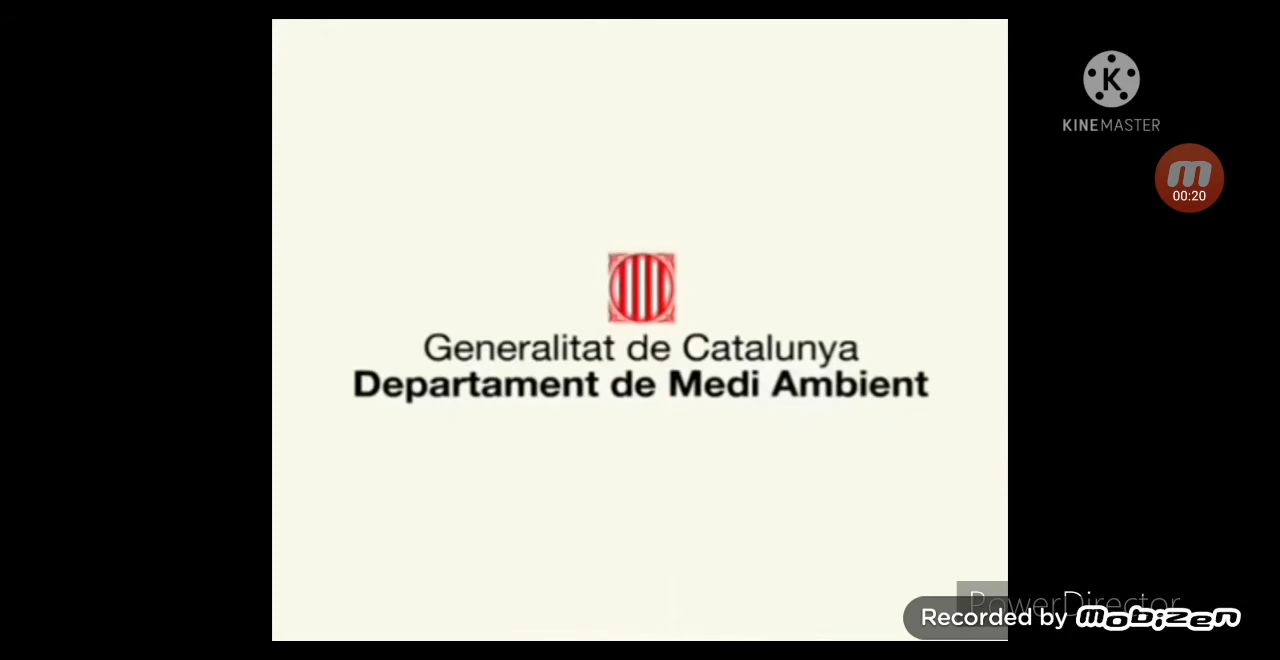 K
KINEMASTER
m
00:20
Generalitat de Catalunya
Departament de Medi Ambient
PowerDirector
Recorded by mobizen